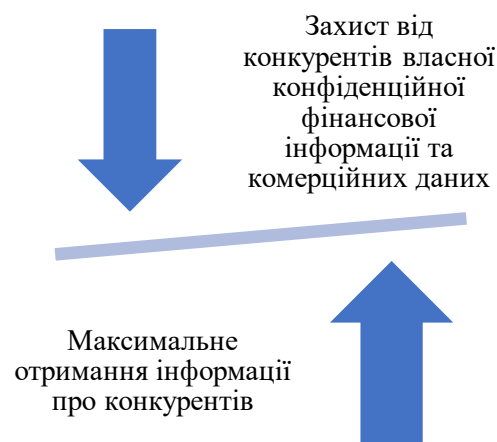 Захист від
конкурентів власної
конфіденційної
фінансової
інформації та
комерційних даних
Максимальне
отримання інформації
про конкурентів